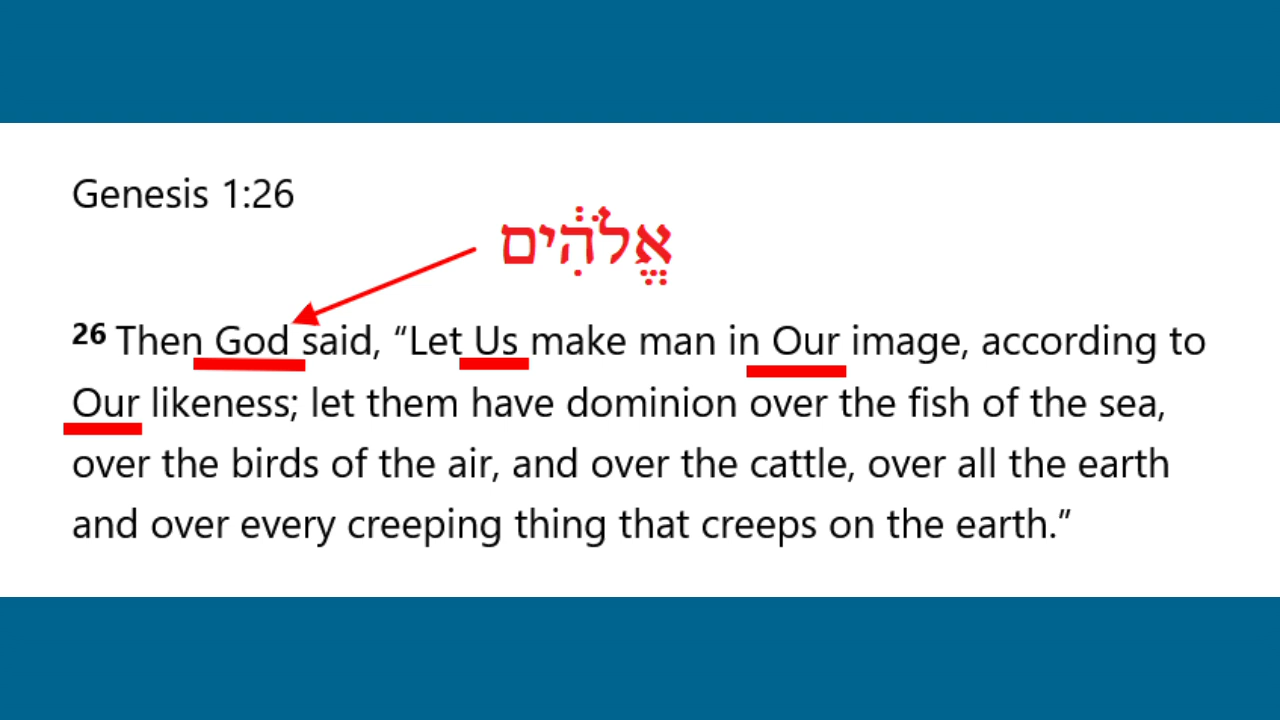 Genesis 1:26
אֱלֹהִ֔ים
26 Then God said, “Let Us make man in Our image, according to
Our likeness; let them have dominion over the fish of the sea,
over the birds of the air, and over the cattle, over all the earth
and over every creeping thing that creeps on the earth.”